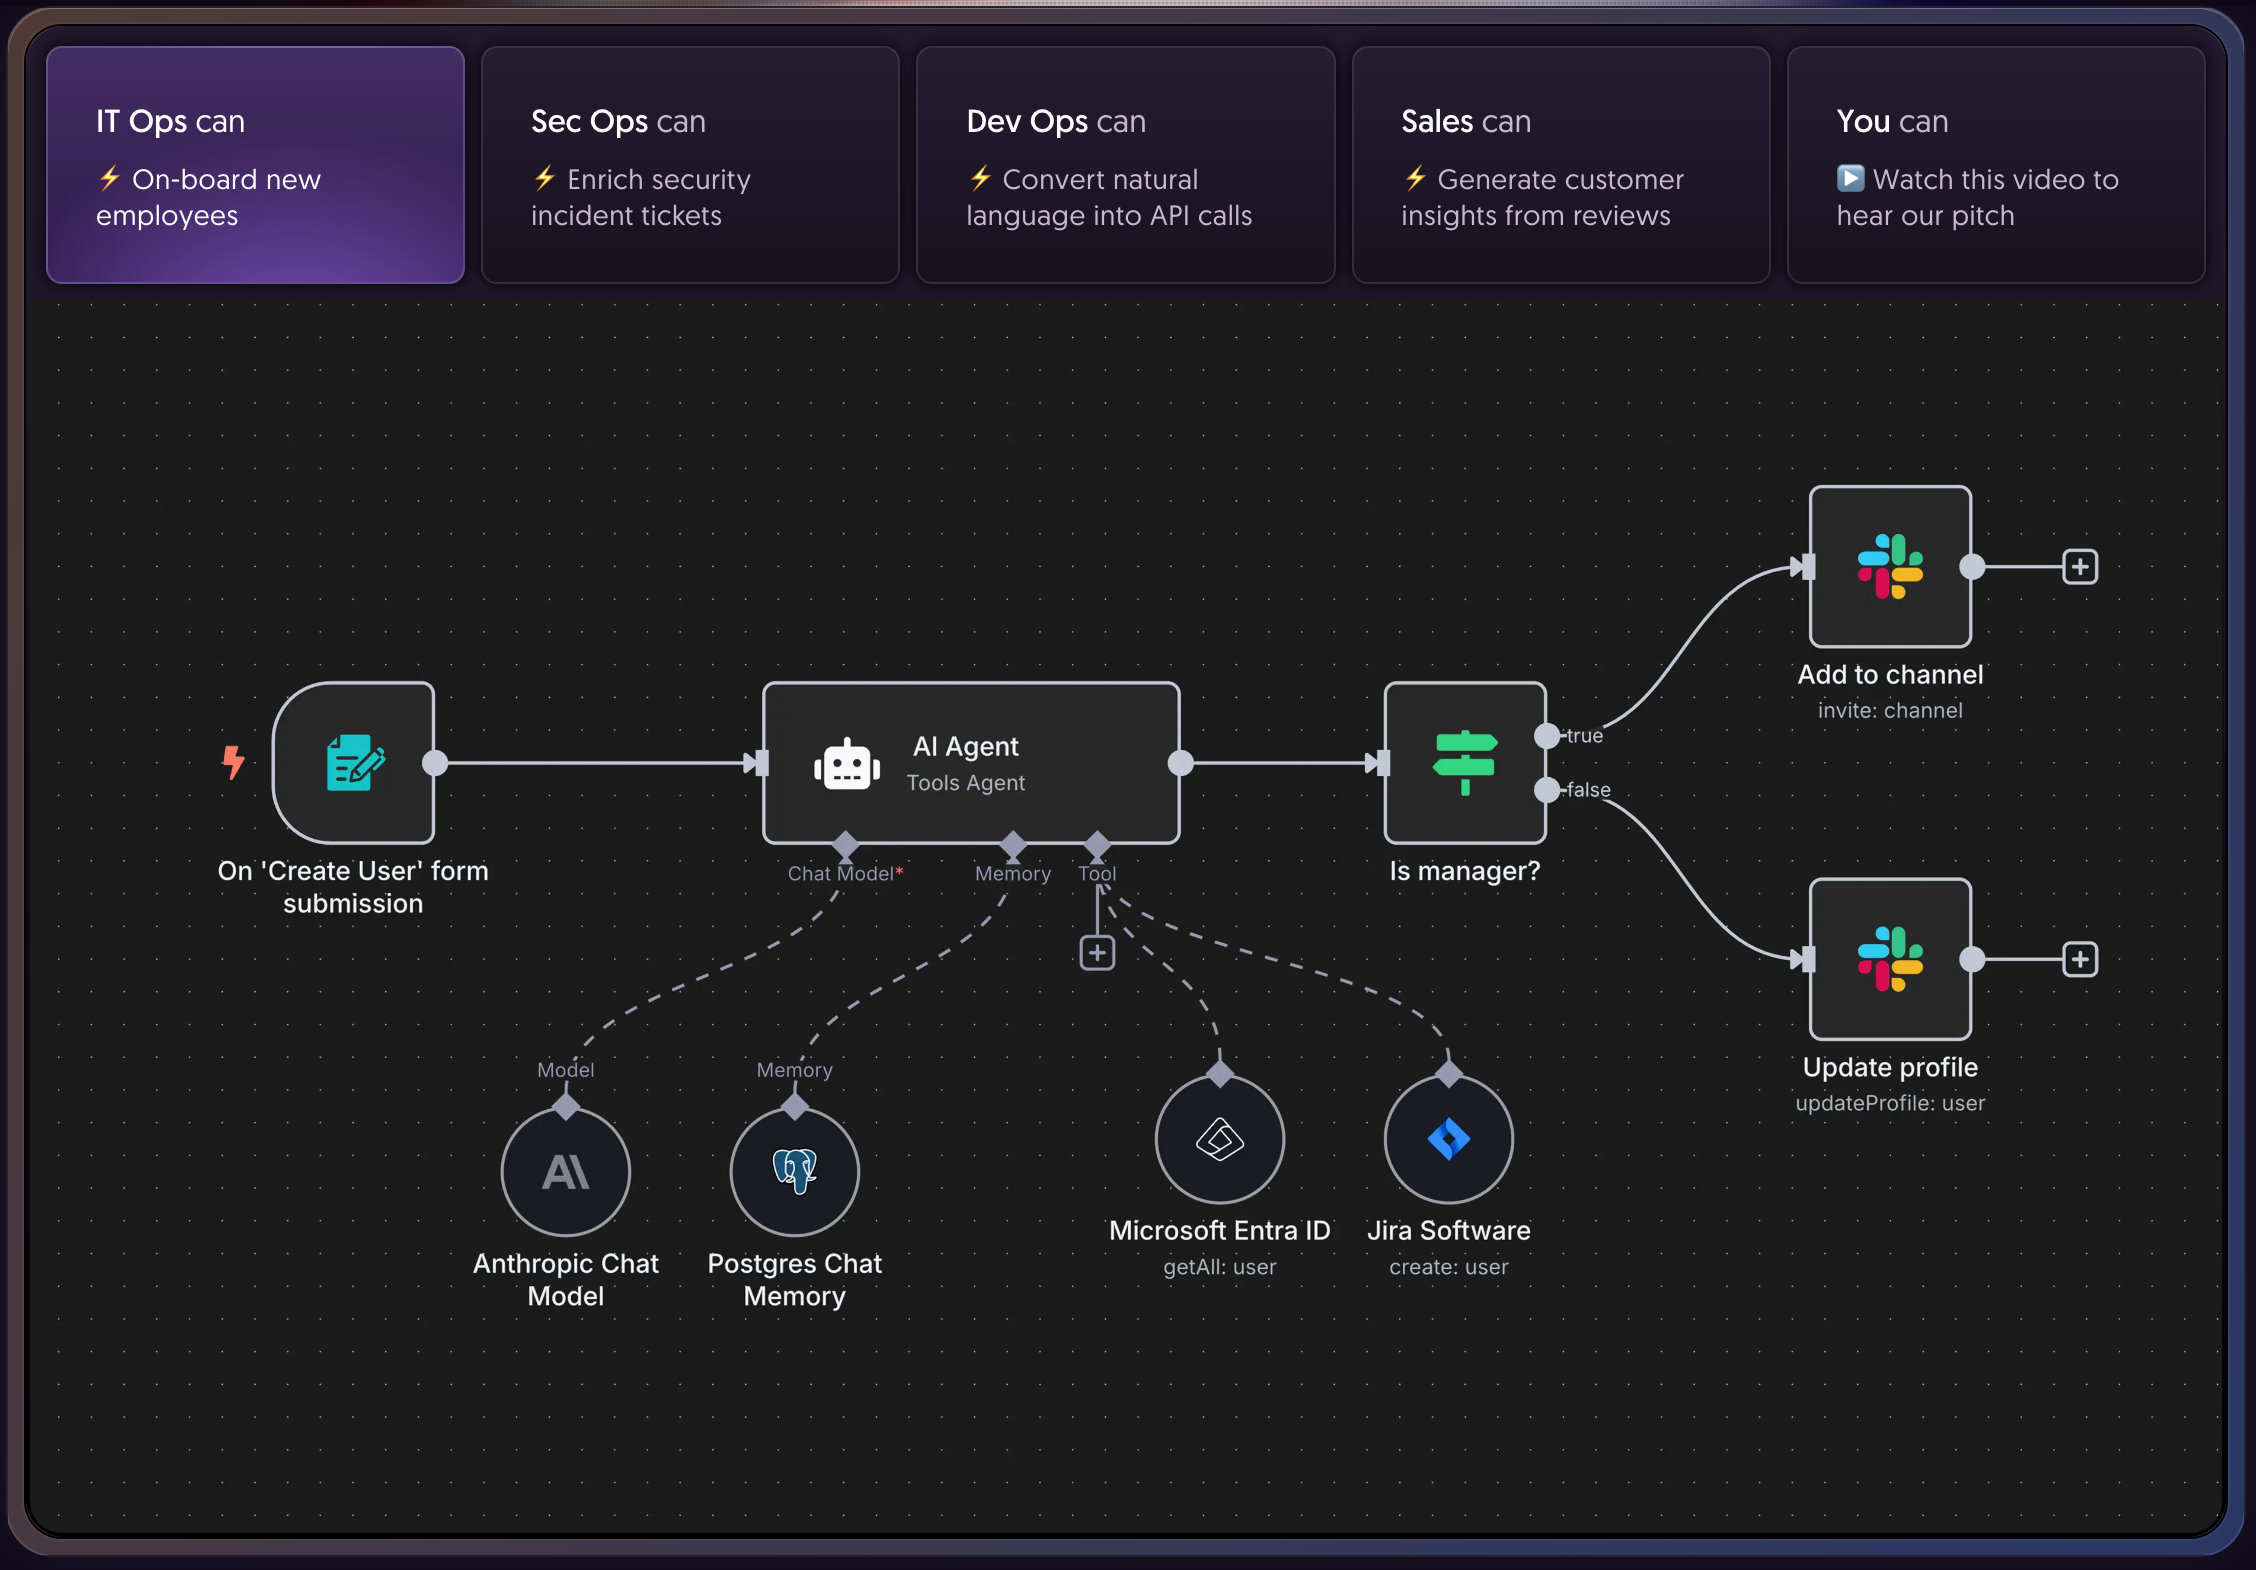 IT Ops can
⚡ On-board new
employees
Sec Ops can
⚡ Enrich security
incident tickets
Dev Ops can
⚡ Convert natural
language into API calls
Sales can
⚡ Generate customer
insights from reviews
You can
▶️ Watch this video to
hear our pitch
On 'Create User' form
submission
AI Agent
Tools Agent
Chat Model*
Memory
Tool
Is manager?
true
false
Add to channel
invite: channel
Update profile
updateProfile: user
Model
Memory
Anthropic Chat
Model
Postgres Chat
Memory
Microsoft Entra ID
getAll: user
Jira Software
create: user